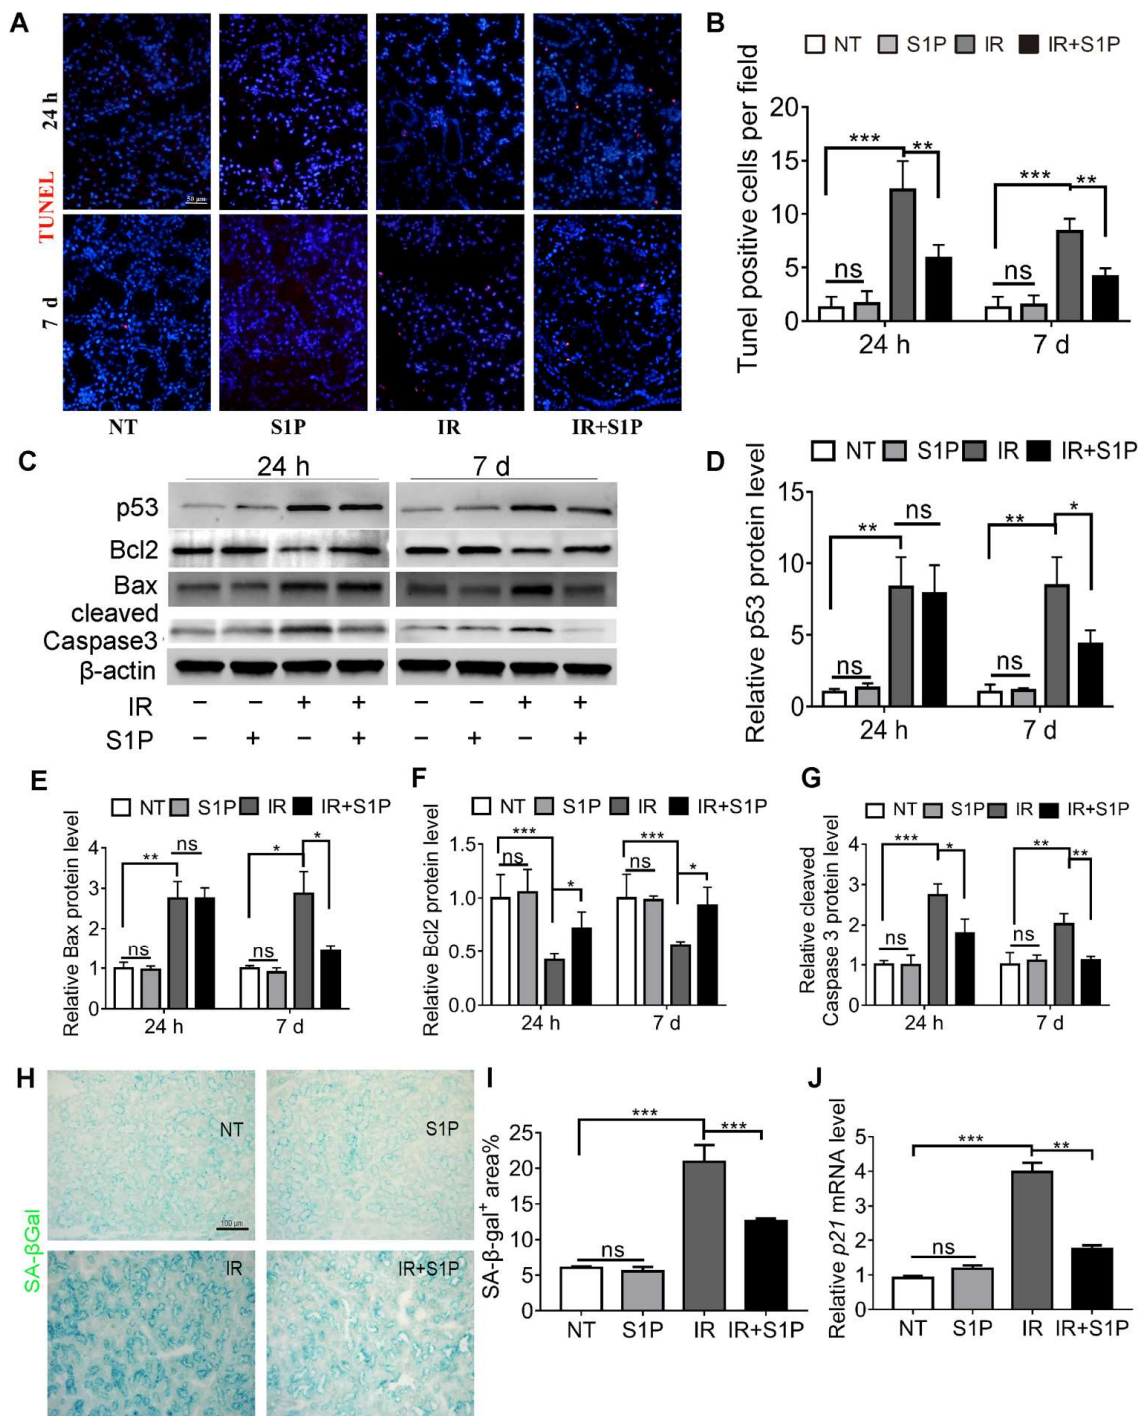 A
24 h
TUNEL
7 d
50 μm
NT S1P IR IR+S1P
B
NT S1P IR IR+S1P
Tunel positive cells per field
20
15
10
5
0
*** **
ns
*** **
ns
24 h 7 d
C
24 h 7 d
p53
Bcl2
Bax
cleaved
Caspase3
β-actin
IR − − + + − − + +
S1P − + − + − + − +
D
NT S1P IR IR+S1P
Relative p53 protein level
15
10
5
0
** ns
ns
** *
ns
24 h 7 d
E
NT S1P IR IR+S1P
Relative Bax protein level
4
3
2
1
0
** ns
ns
* *
ns
24 h 7 d
F
NT S1P IR IR+S1P
Relative Bcl2 protein level
1.5
1.0
0.5
0.0
***
ns
*
***
ns
*
24 h 7 d
G
NT S1P IR IR+S1P
Relative cleaved
Caspase 3 protein level
4
3
2
1
0
*** *
ns
** **
ns
24 h 7 d
H
SA-βGal
NT
100 μm
S1P
IR
IR+S1P
I
SA-β-gal⁺ area%
25
20
15
10
5
0
*** ***
ns
NT S1P IR IR+S1P
J
Relative p21 mRNA level
5
4
3
2
1
0
*** **
ns
NT S1P IR IR+S1P